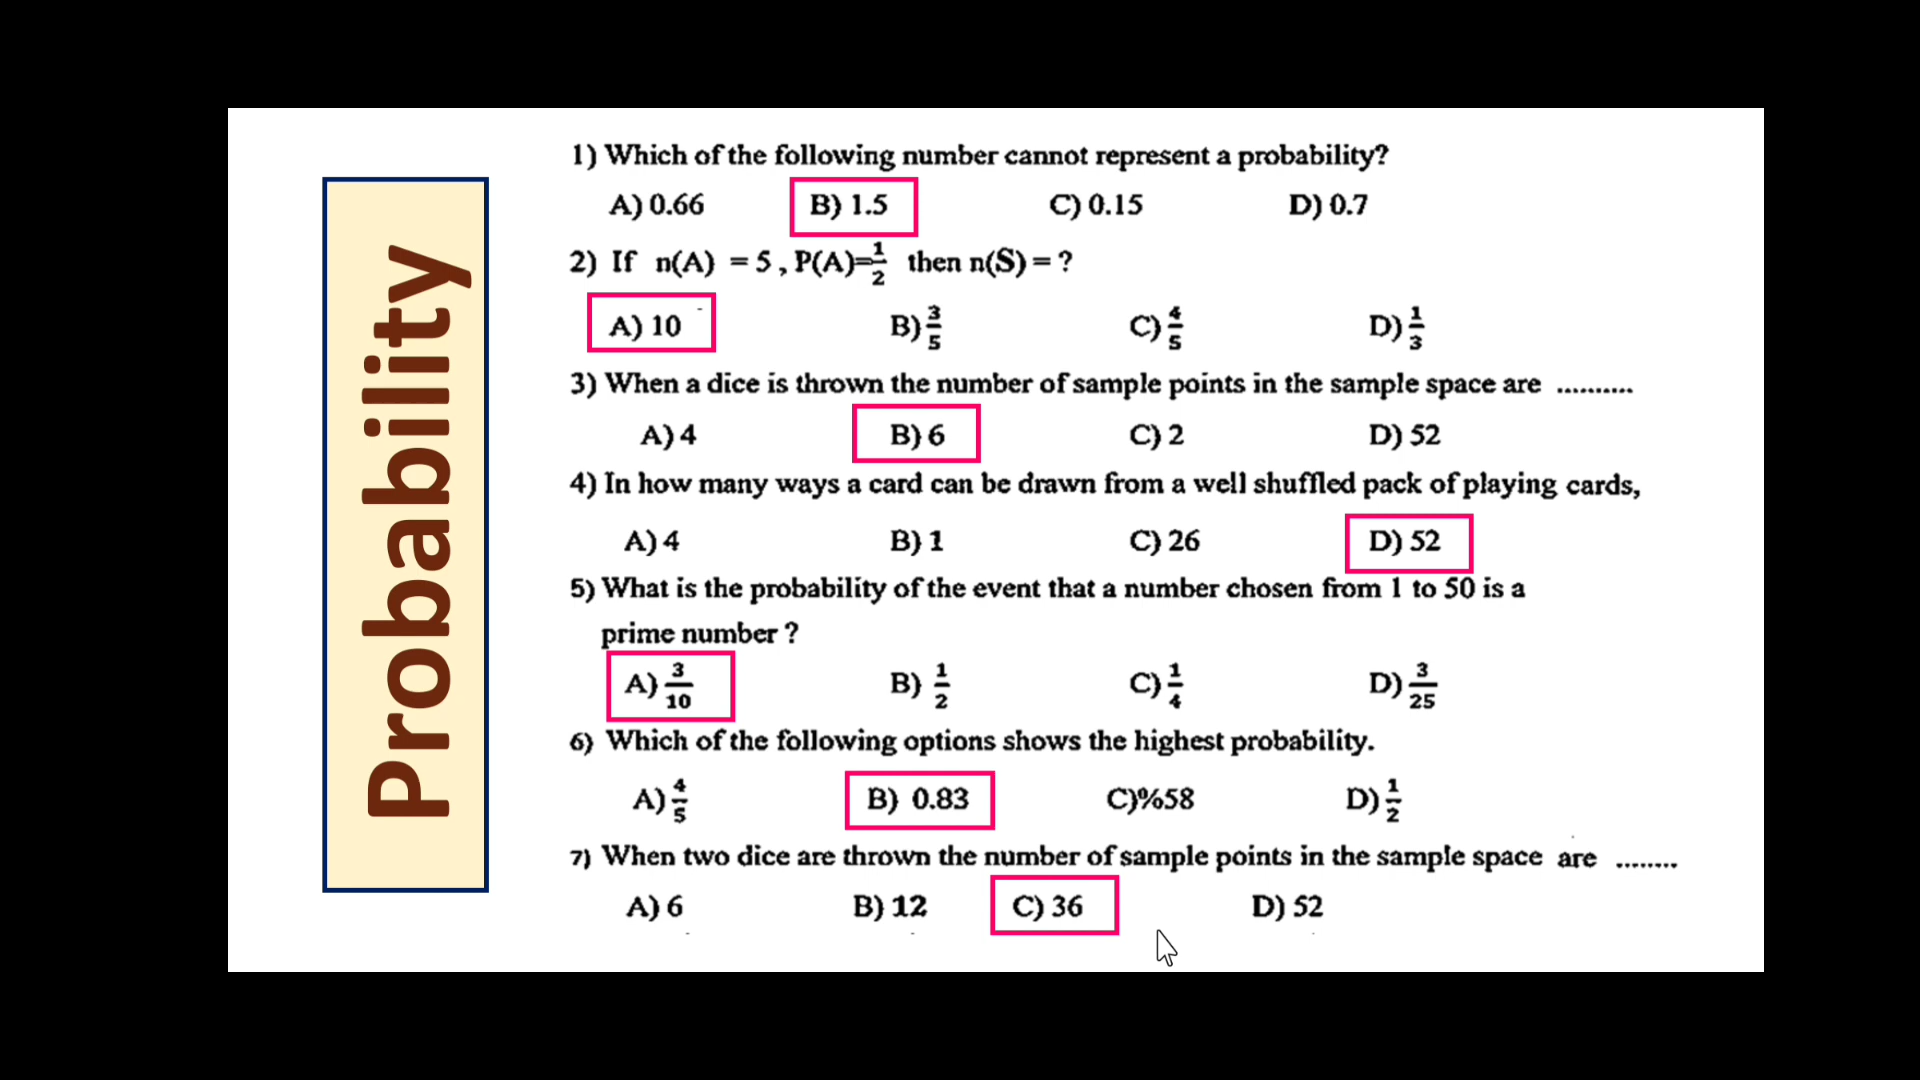 Probability
1) Which of the following number cannot represent a probability?
A) 0.66 B) 1.5 C) 0.15 D) 0.7
2) If n(A) = 5 , P(A)=1/2 then n(S) = ?
A) 10 B) 3/5 C) 4/5 D) 1/3
3) When a dice is thrown the number of sample points in the sample space are ..........
A) 4 B) 6 C) 2 D) 52
4) In how many ways a card can be drawn from a well shuffled pack of playing cards,
A) 4 B) 1 C) 26 D) 52
5) What is the probability of the event that a number chosen from 1 to 50 is a
prime number ?
A) 3/10 B) 1/2 C) 1/4 D) 3/25
6) Which of the following options shows the highest probability.
A) 4/5 B) 0.83 C)%58 D) 1/2
7) When two dice are thrown the number of sample points in the sample space are ........
A) 6 B) 12 C) 36 D) 52